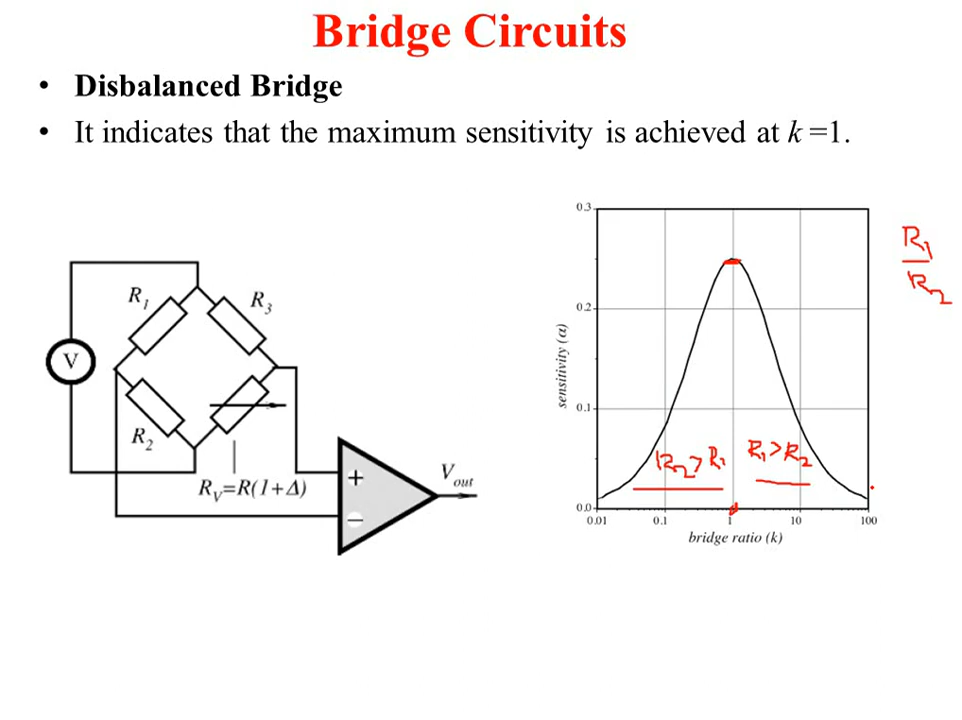 Bridge Circuits
• Disbalanced Bridge
• It indicates that the maximum sensitivity is achieved at k =1.
R1
R3
V
R2
RV=R(1+Δ)
+
−
Vout
0.3
0.2
0.1
0.0
sensitivity (α)
0.01 0.1 1 10 100
bridge ratio (k)
R2 > R1
R1 > R2
R1
R2